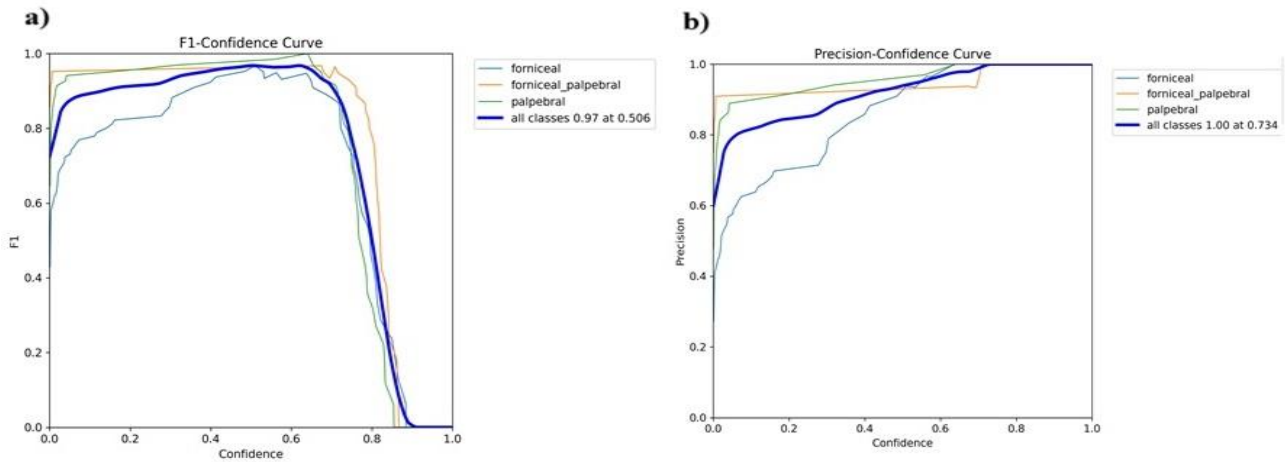 a)
F1-Confidence Curve
1.0
0.8
0.6
0.4
0.2
0.0
F1
0.0 0.2 0.4 0.6 0.8 1.0
Confidence
forniceal
forniceal_palpebral
palpebral
all classes 0.97 at 0.506
b)
Precision-Confidence Curve
1.0
0.8
0.6
0.4
0.2
0.0
Precision
0.0 0.2 0.4 0.6 0.8 1.0
Confidence
forniceal
forniceal_palpebral
palpebral
all classes 1.00 at 0.734